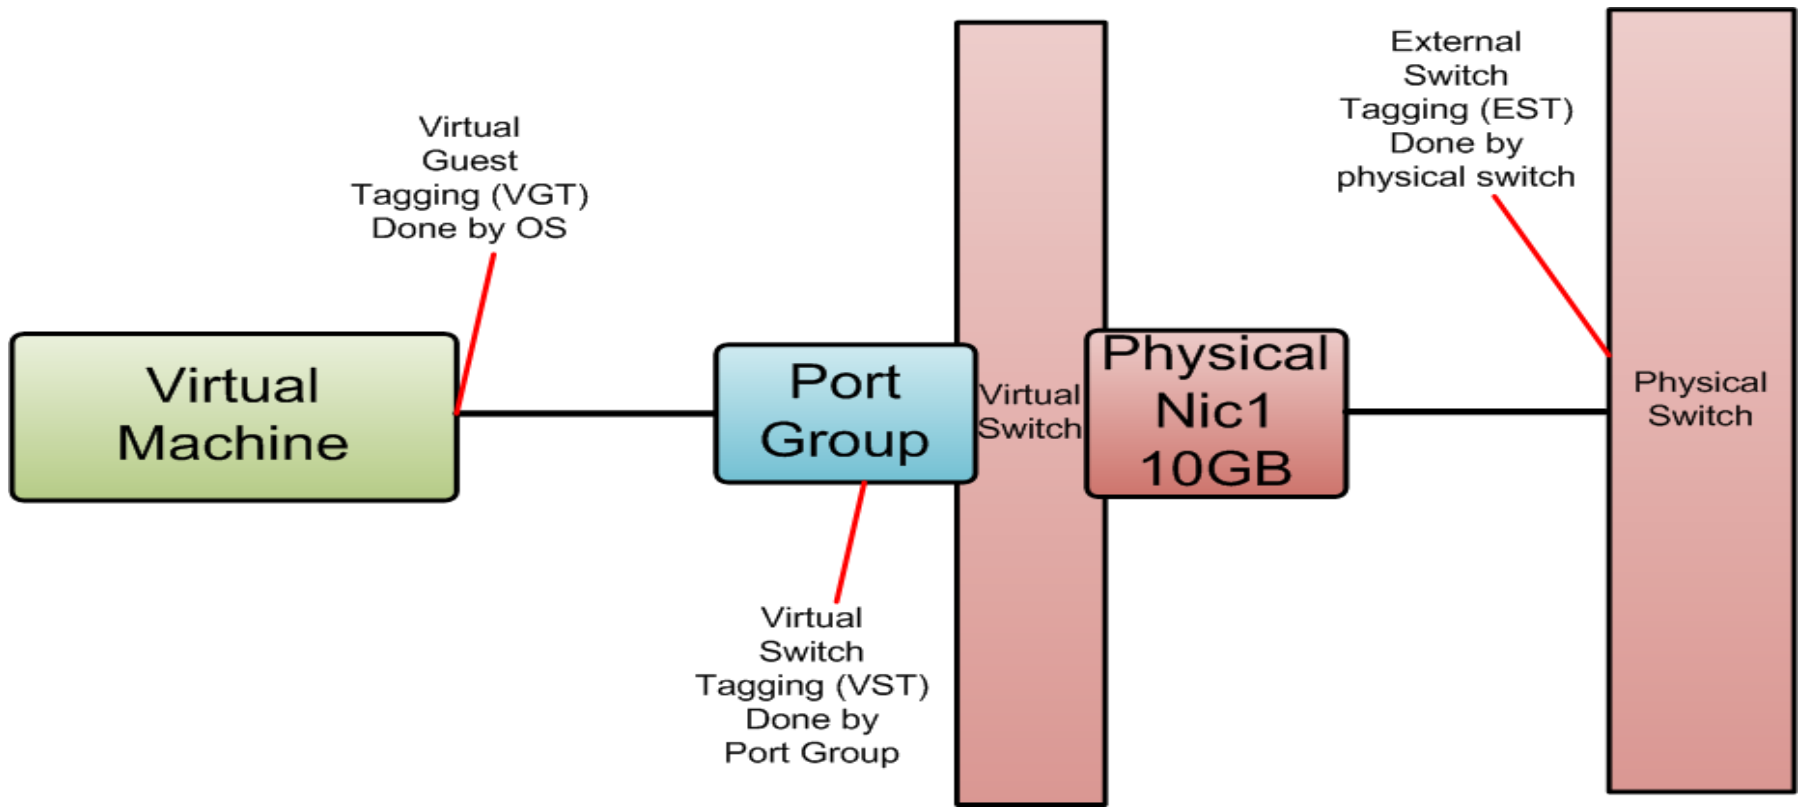 External
Switch
Tagging (EST)
Done by
physical switch
Virtual
Guest
Tagging (VGT)
Done by OS
Virtual
Machine
Port
Group
Virtual
Switch
Physical
Nic1
10GB
Physical
Switch
Virtual
Switch
Tagging (VST)
Done by
Port Group